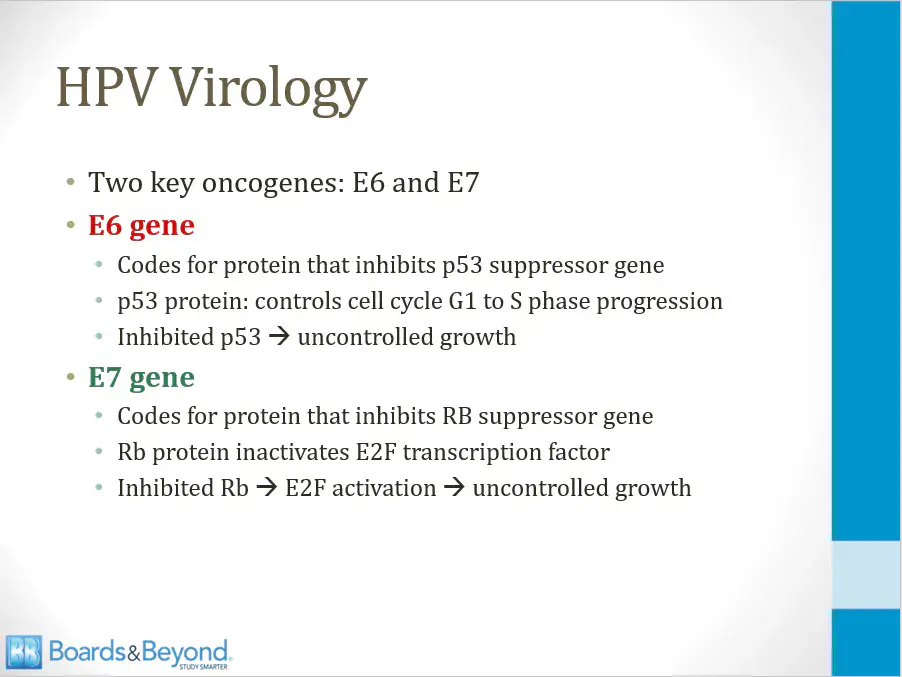 HPV Virology
• Two key oncogenes: E6 and E7
• E6 gene
• Codes for protein that inhibits p53 suppressor gene
• p53 protein: controls cell cycle G1 to S phase progression
• Inhibited p53 → uncontrolled growth
• E7 gene
• Codes for protein that inhibits RB suppressor gene
• Rb protein inactivates E2F transcription factor
• Inhibited Rb → E2F activation → uncontrolled growth
BB Boards&Beyond.
STUDY SMARTER